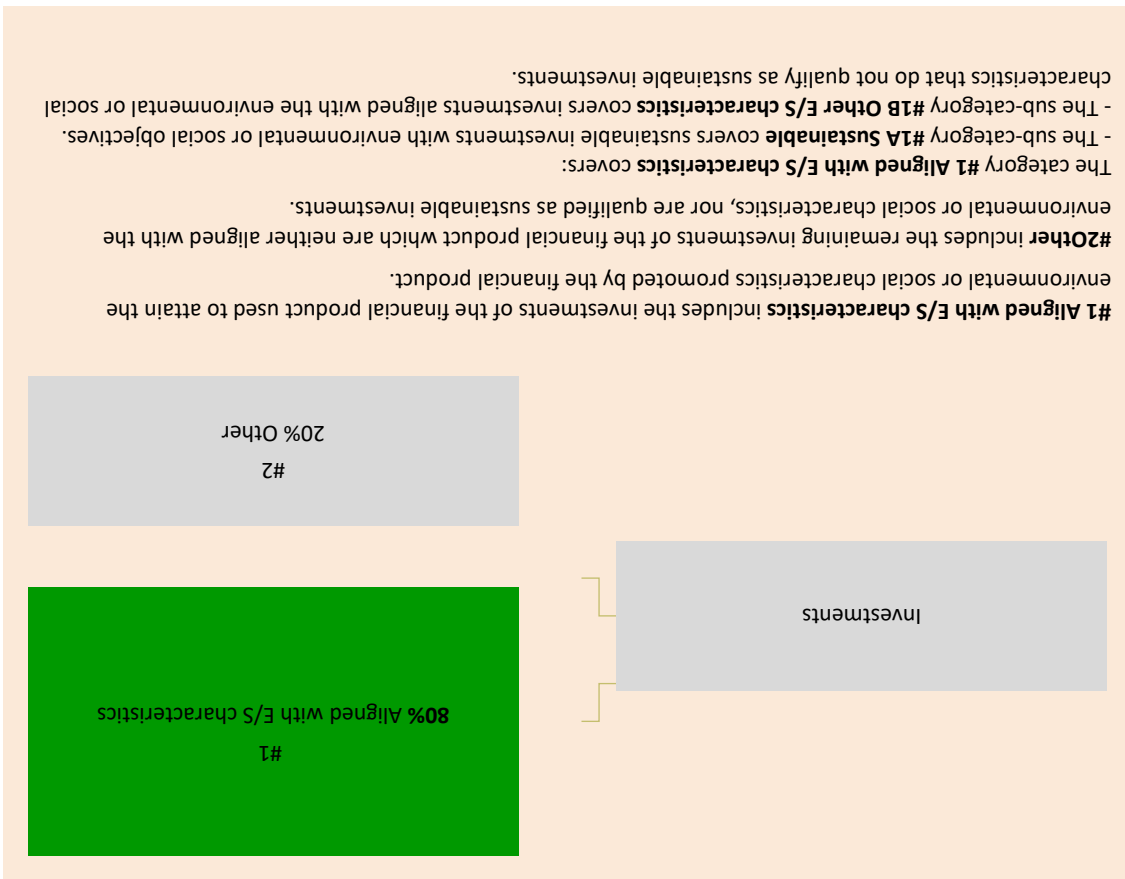 #1
80% Aligned with E/S characteristics
Investments
#2
20% Other
#1 Aligned with E/S characteristics includes the investments of the financial product used to attain the
environmental or social characteristics promoted by the financial product.
#2Other includes the remaining investments of the financial product which are neither aligned with the
environmental or social characteristics, nor are qualified as sustainable investments.
The category #1 Aligned with E/S characteristics covers:
- The sub-category #1A Sustainable covers sustainable investments with environmental or social objectives.
- The sub-category #1B Other E/S characteristics covers investments aligned with the environmental or social
characteristics that do not qualify as sustainable investments.